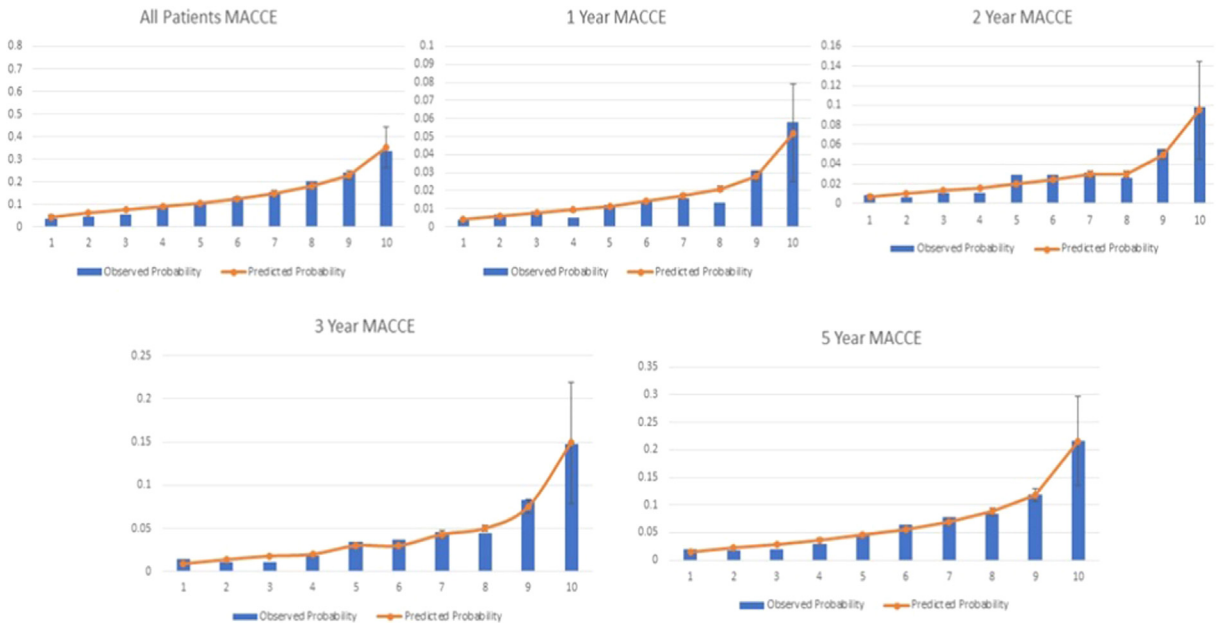 All Patients MACCE
0.8
0.7
0.6
0.5
0.4
0.3
0.2
0.1
0
1 2 3 4 5 6 7 8 9 10
Observed Probability Predicted Probability
1 Year MACCE
0.1
0.09
0.08
0.07
0.06
0.05
0.04
0.03
0.02
0.01
0
1 2 3 4 5 6 7 8 9 10
Observed Probability Predicted Probability
2 Year MACCE
0.16
0.14
0.12
0.1
0.08
0.06
0.04
0.02
0
1 2 3 4 5 6 7 8 9 10
Observed Probability Predicted Probability
3 Year MACCE
0.25
0.2
0.15
0.1
0.05
0
1 2 3 4 5 6 7 8 9 10
Observed Probability Predicted Probability
5 Year MACCE
0.35
0.3
0.25
0.2
0.15
0.1
0.05
0
1 2 3 4 5 6 7 8 9 10
Observed Probability Predicted Probability